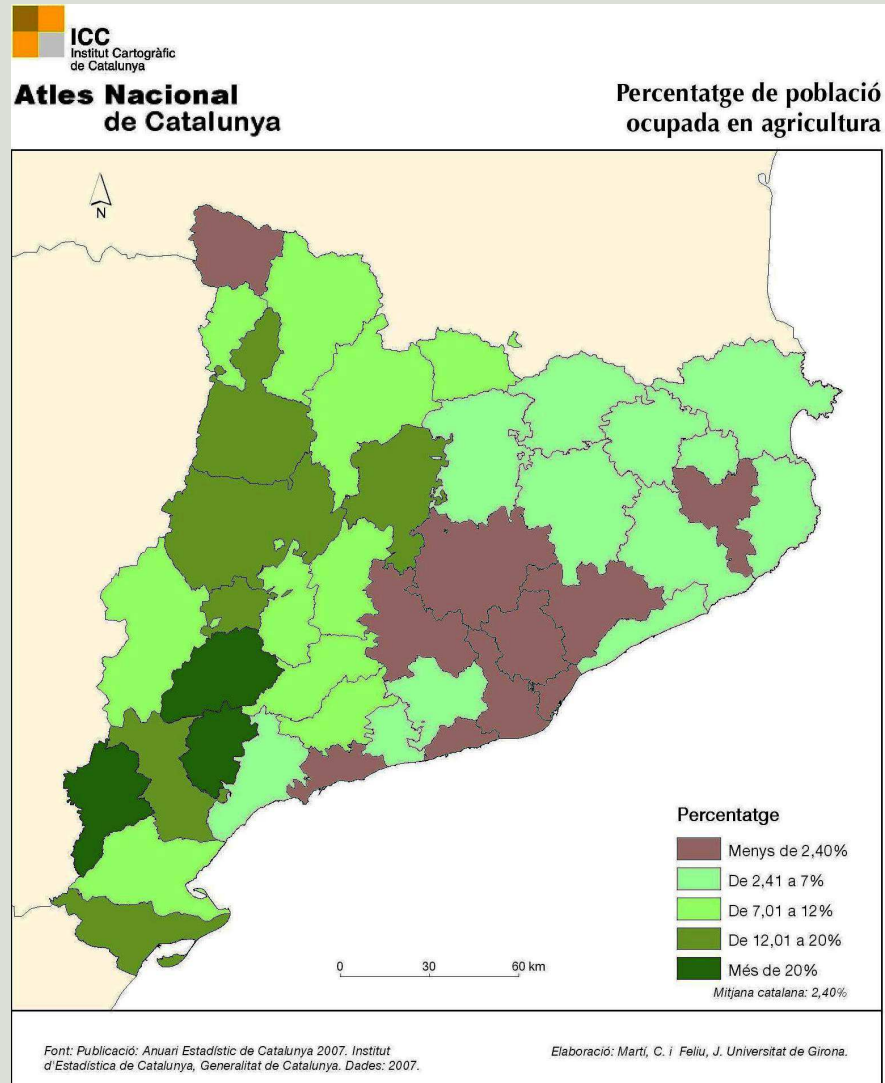 ICC
Institut Cartogràfic
de Catalunya
Atles Nacional
de Catalunya
Percentatge de població
ocupada en agricultura
N
Percentatge
Menys de 2,40%
De 2,41 a 7%
De 7,01 a 12%
De 12,01 a 20%
Més de 20%
Mitjana catalana: 2,40%
0 30 60 km
Font: Publicació: Anuari Estadístic de Catalunya 2007. Institut
d'Estadística de Catalunya, Generalitat de Catalunya. Dades: 2007.
Elaboració: Martí, C. i Feliu, J. Universitat de Girona.